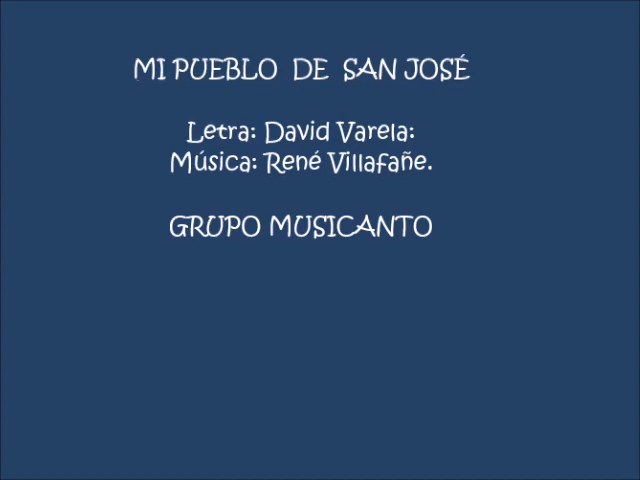 MI PUEBLO DE SAN JOSÉ
Letra: David Varela:
Música: René Villafañe.
GRUPO MUSICANTO